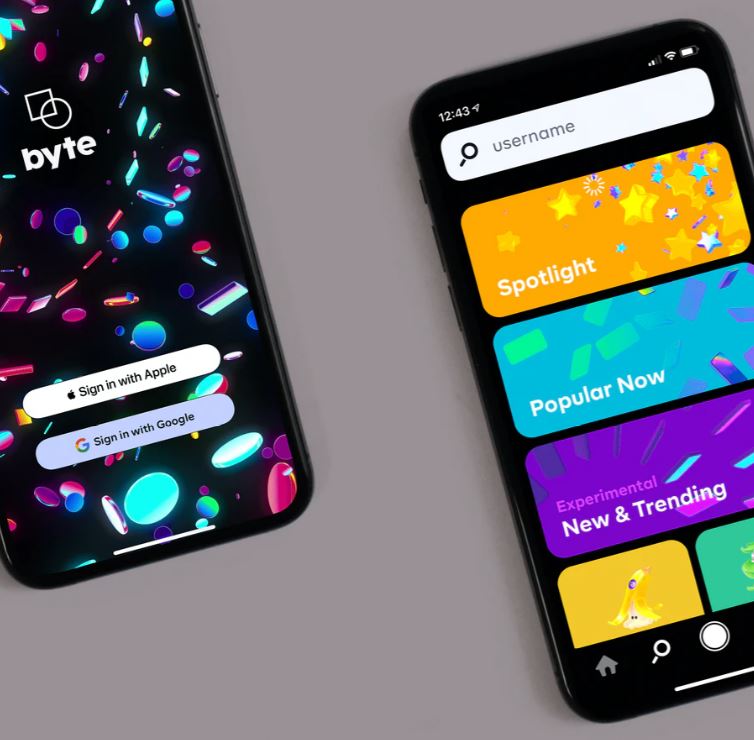 byte
Sign in with Apple
Sign in with Google
12:43
username
Spotlight
Popular Now
Experimental
New & Trending